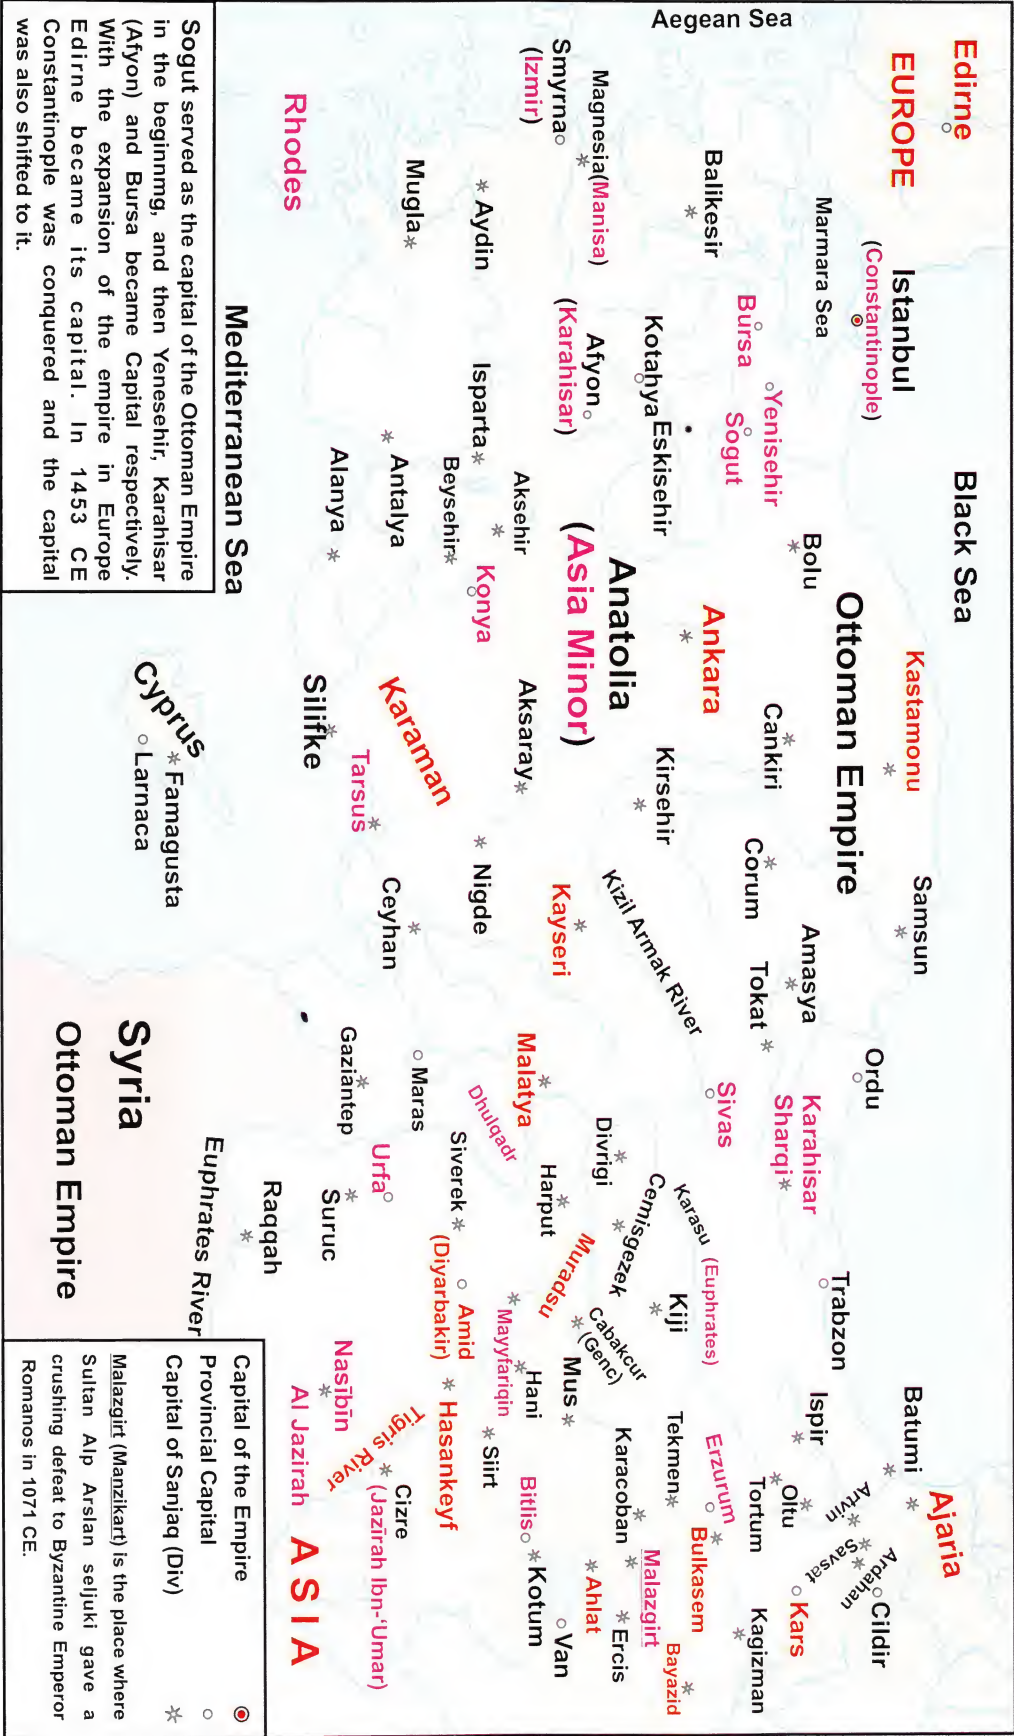 Black Sea
Aegean Sea
Edirne
EUROPE
Istanbul
(Constantinople)
Marmara Sea
Kastamonu
Samsun
Ottoman Empire
Ordu
Batumi
Ajaria
Trabzon
Ispir
Artvin
Savsat
Ardahan
Cildir
Oltu
Tortum
Kars
Kagizman
Bolu
Cankiri
Corum
Amasya
Tokat
Karahisar
Sharqi
Balikesir
Bursa
Yenisehir
Sogut
Ankara
Sivas
Karasu
(Euphrates)
Erzurum
Bulkasem
Bayazid
Kotahya
Eskisehir
Kirsehir
Kizil Armak River
Divrigi
Cemisgezek
Kiji
Tekmen
Karacoban
Malazgirt
Ercis
Magnesia(Manisa)
Smyrna
(Izmir)
Afyon
(Karahisar)
Anatolia
(Asia Minor)
Kayseri
Malatya
Harput
Muradsu
Cabakcur
(Genc)
Mus
Ahlat
Van
Aydin
Isparta
Aksehir
Beysehir
Konya
Aksaray
Nigde
Dhulqadr
Siverek
Mayyfariqin
Hani
Siirt
Bitlis
Kotum
Mugla
Antalya
Alanya
Karaman
Silifke
Tarsus
Ceyhan
Maras
Gaziantep
Urfa
Suruc
Amid
(Diyarbakir)
Hasankeyf
Tigris River
Cizre
(Jazīrah Ibn-‘Umar)
Nasībīn
Al Jazirah
ASIA
Rhodes
Mediterranean Sea
Cyprus
Famagusta
Larnaca
Raqqah
Euphrates River
Syria
Ottoman Empire
Sogut served as the capital of the Ottoman Empire
in the beginnmg, and then Yenesehir, Karahisar
(Afyon) and Bursa became Capital respectively.
With the expansion of the empire in Europe
Edirne became its capital. In 1453 CE
Constantinople was conquered and the capital
was also shifted to it.
Capital of the Empire
Provincial Capital
Capital of Sanjaq (Div)
Malazgirt (Manzikart) is the place where
Sultan Alp Arslan seljuki gave a
crushing defeat to Byzantine Emperor
Romanos in 1071 CE.